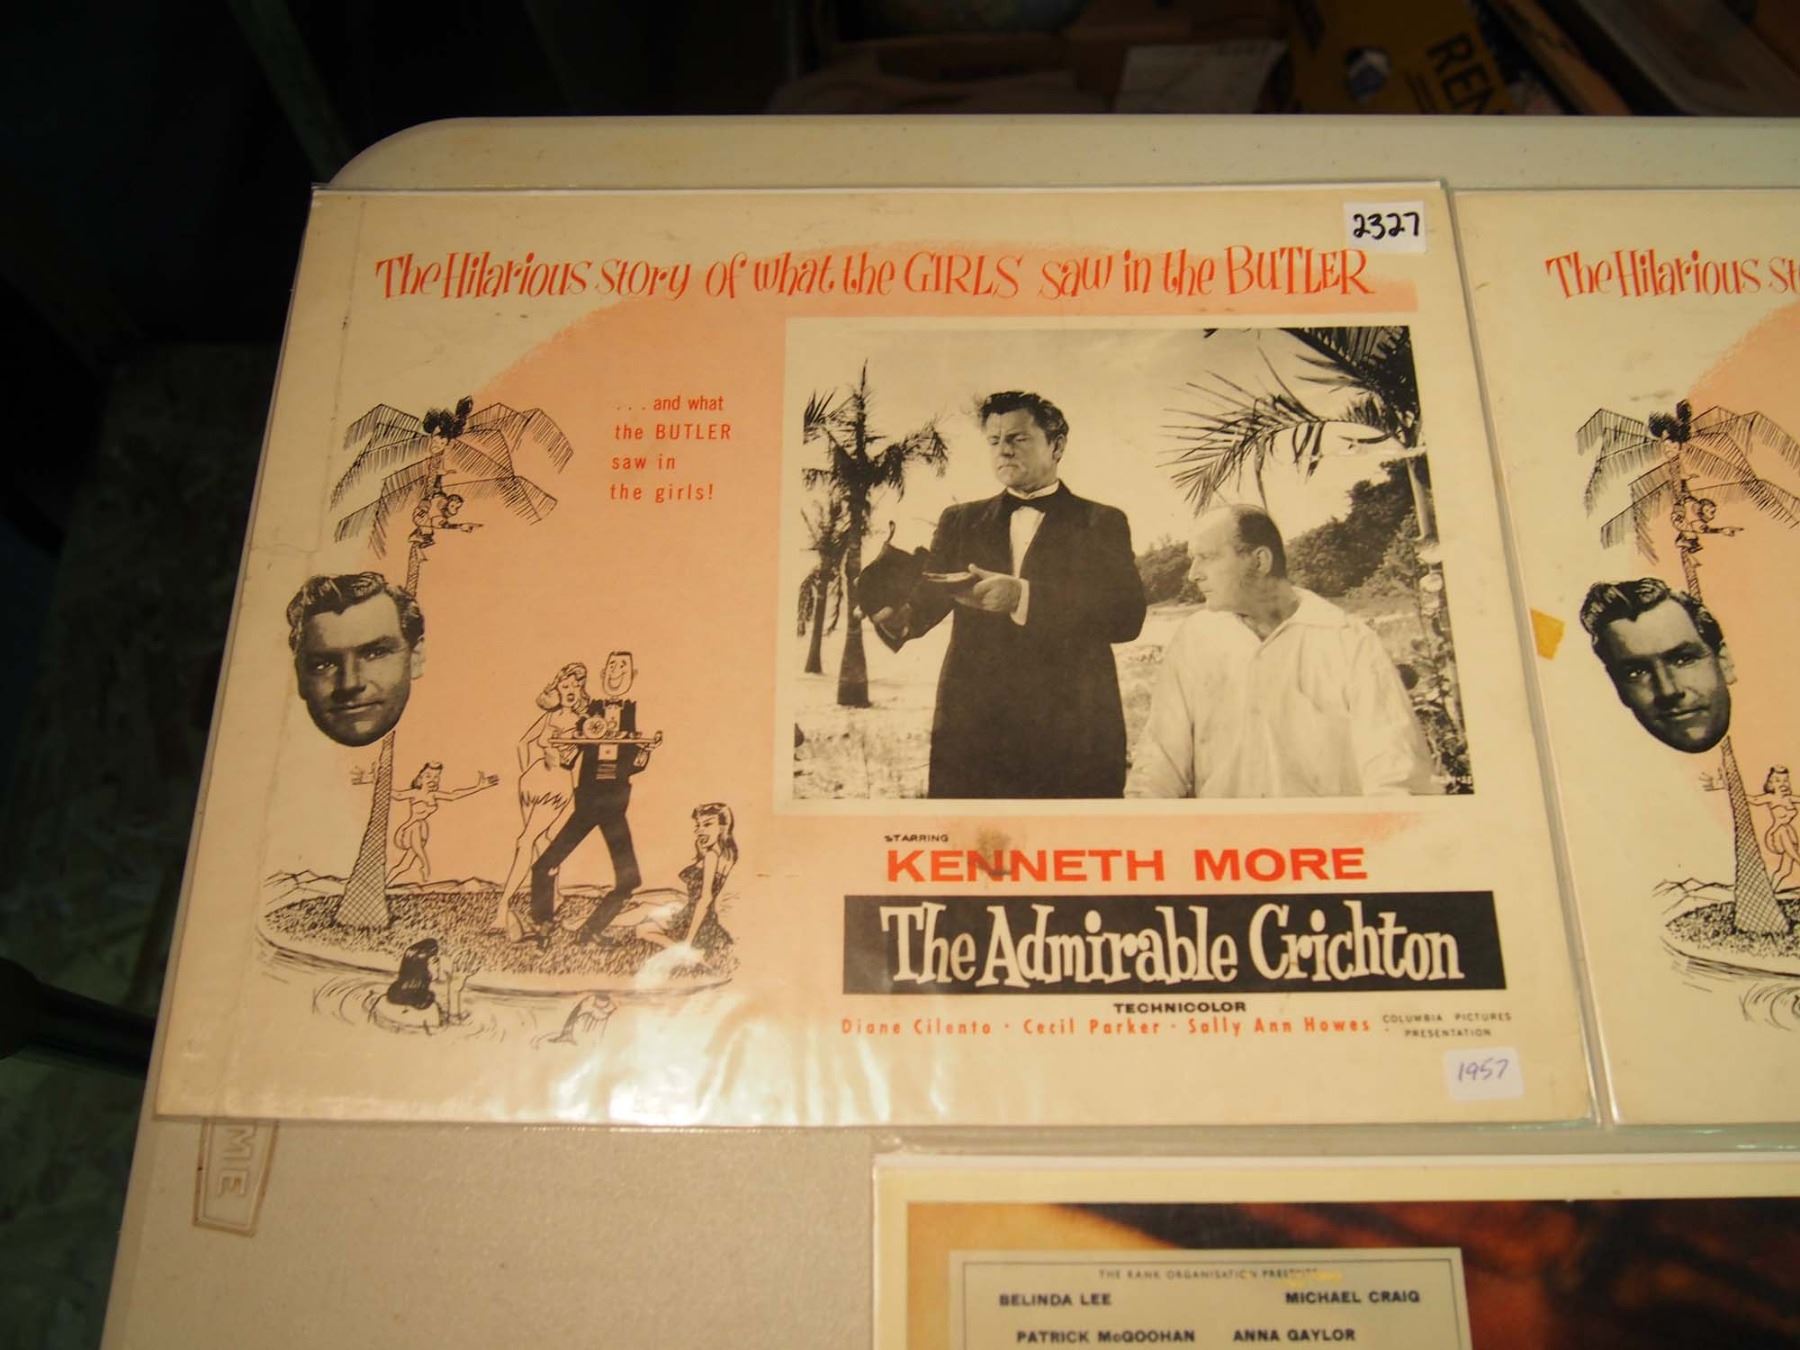 REN
2327
The Hilarious Story of what the GIRLS saw in the BUTLER
. . . and what
the BUTLER
saw in
the girls!
STARRING
KENNETH MORE
The Admirable Crichton
TECHNICOLOR
Diane Cilento · Cecil Parker · Sally Ann Howes
COLUMBIA PICTURES
PRESENTATION
1957
The Hilarious St
ME
THE RANK ORGANISATION PRESENTS
BELINDA LEE MICHAEL CRAIG
PATRICK McGOOHAN ANNA GAYLOR